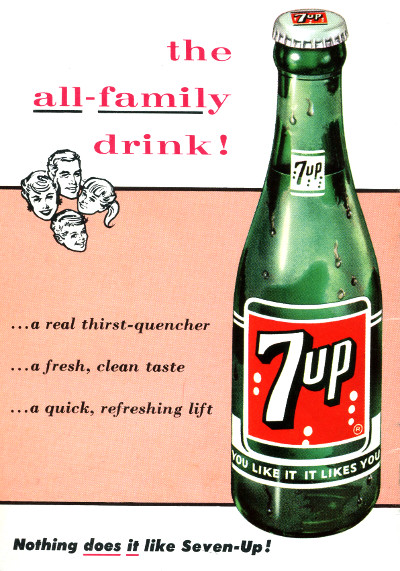 7UP
the
all-family
drink!
7UP
...a real thirst-quencher
...a fresh, clean taste
...a quick, refreshing lift
7UP
®
YOU LIKE IT IT LIKES YOU
Nothing does it like Seven-Up!